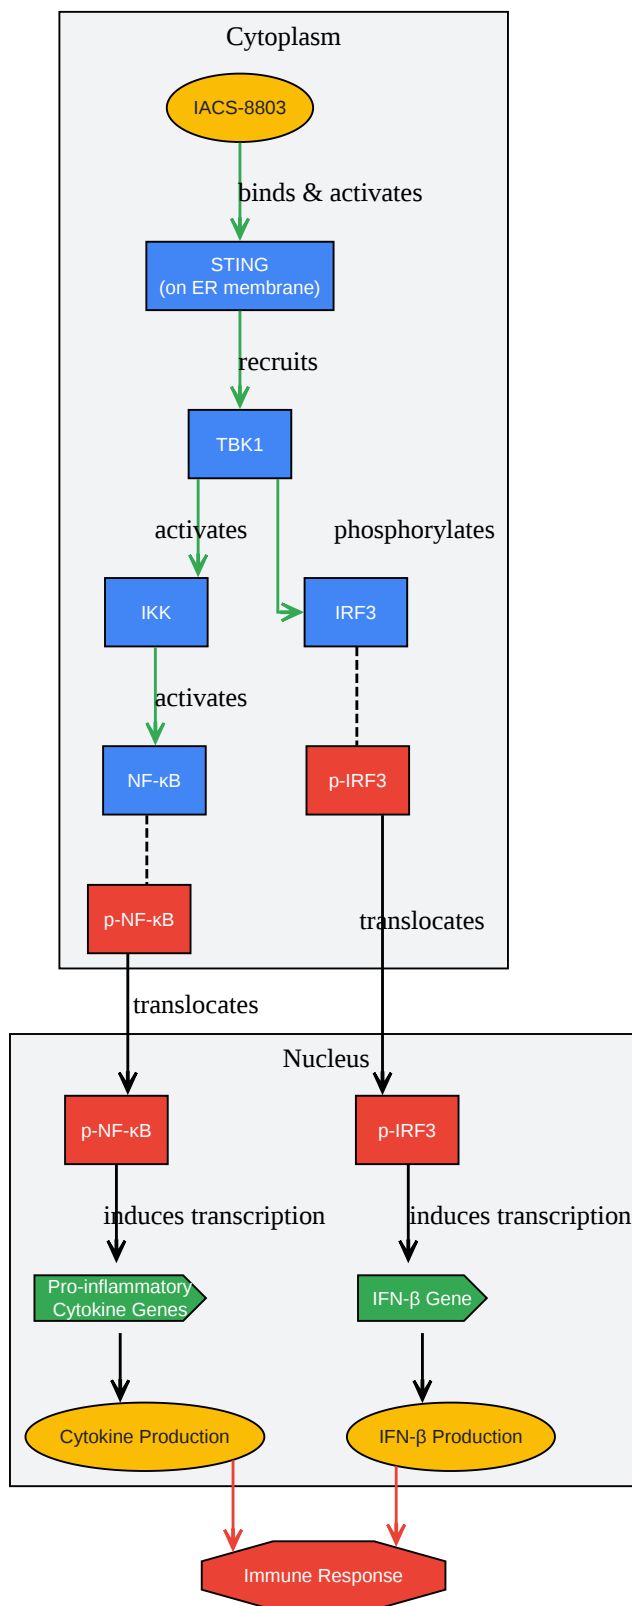 Cytoplasm
IACS-8803
binds & activates
STING
(on ER membrane)
recruits
TBK1
activates
phosphorylates
IKK
IRF3
activates
NF-κB
p-IRF3
p-NF-κB
translocates
translocates
Nucleus
p-NF-κB
p-IRF3
induces transcription
induces transcription
Pro-inflammatory
Cytokine Genes
IFN-β Gene
Cytokine Production
IFN-β Production
Immune Response